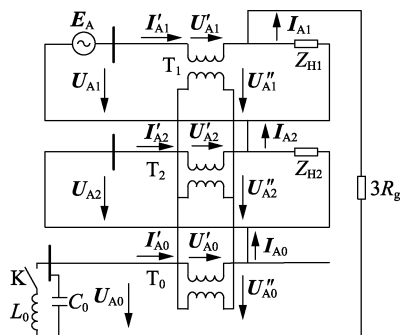 E_A I'_A1 U'_A1 I_A1
T_1 Z_H1
U_A1 U''_A1
I'_A2 U'_A2 I_A2
T_2 Z_H2
U_A2 U''_A2 3R_g
I'_A0 U'_A0 I_A0
K T_0
L_0 C_0 U_A0 U''_A0